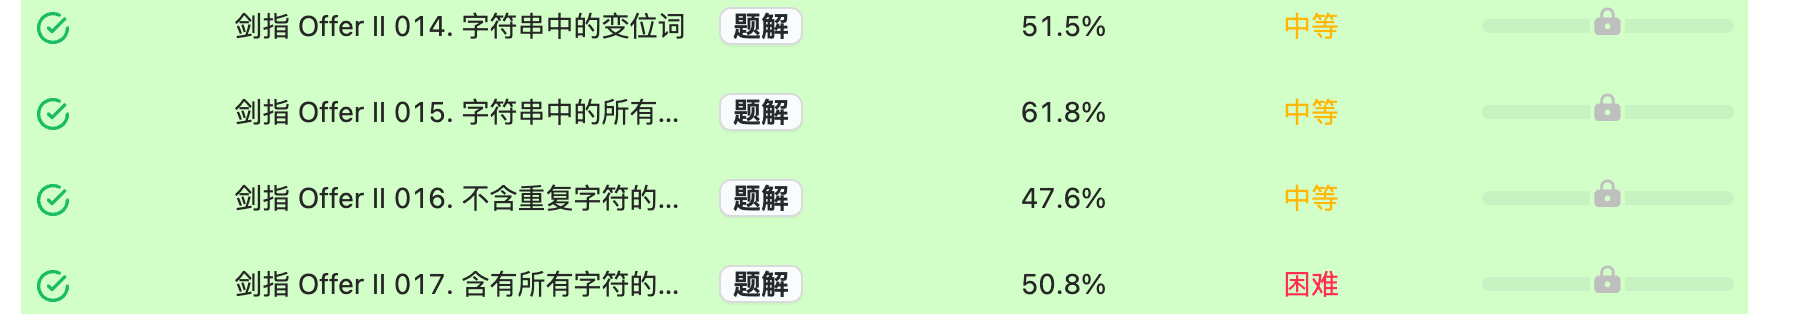 剑指 Offer II 014. 字符串中的变位词 题解 51.5% 中等
剑指 Offer II 015. 字符串中的所有... 题解 61.8% 中等
剑指 Offer II 016. 不含重复字符的... 题解 47.6% 中等
剑指 Offer II 017. 含有所有字符的... 题解 50.8% 困难